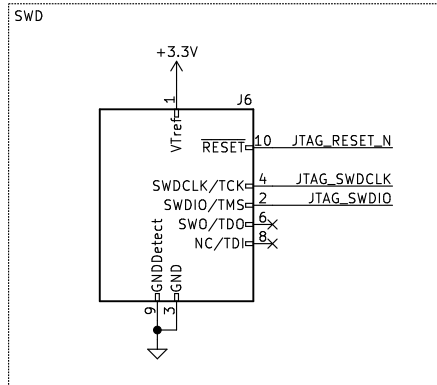 SWD
+3.3V
1
J6
VTref
RESET
10
JTAG_RESET_N
SWDCLK/TCK
4
JTAG_SWDCLK
SWDIO/TMS
2
JTAG_SWDIO
SWO/TDO
6
NC/TDI
8
GNDDetect
GND
9
3